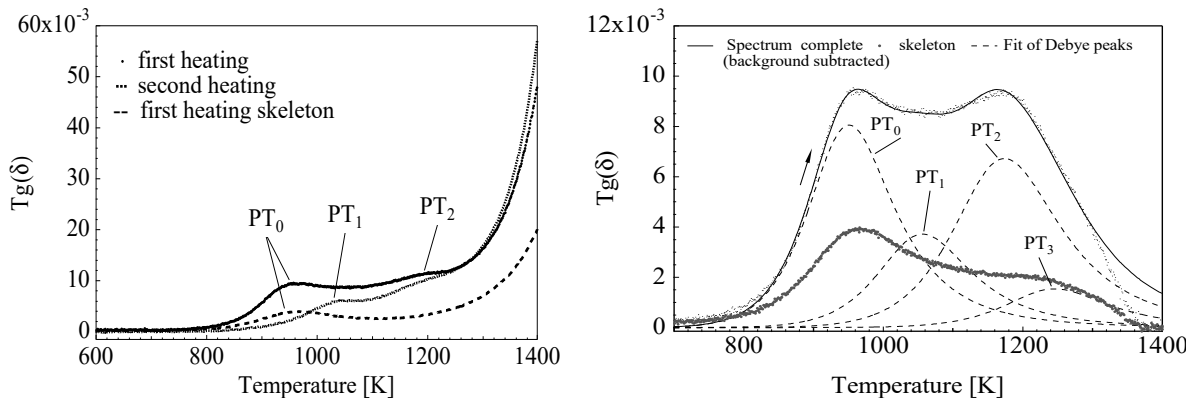 60x10⁻³
50
40
30
20
10
0
Tg(δ)
first heating
second heating
first heating skeleton
PT₀
PT₁
PT₂
600
800
1000
1200
1400
Temperature [K]
12x10⁻³
10
8
6
4
2
0
Tg(δ)
Spectrum complete skeleton Fit of Debye peaks
(background subtracted)
PT₀
PT₂
PT₁
PT₃
800
1000
1200
1400
Temperature [K]